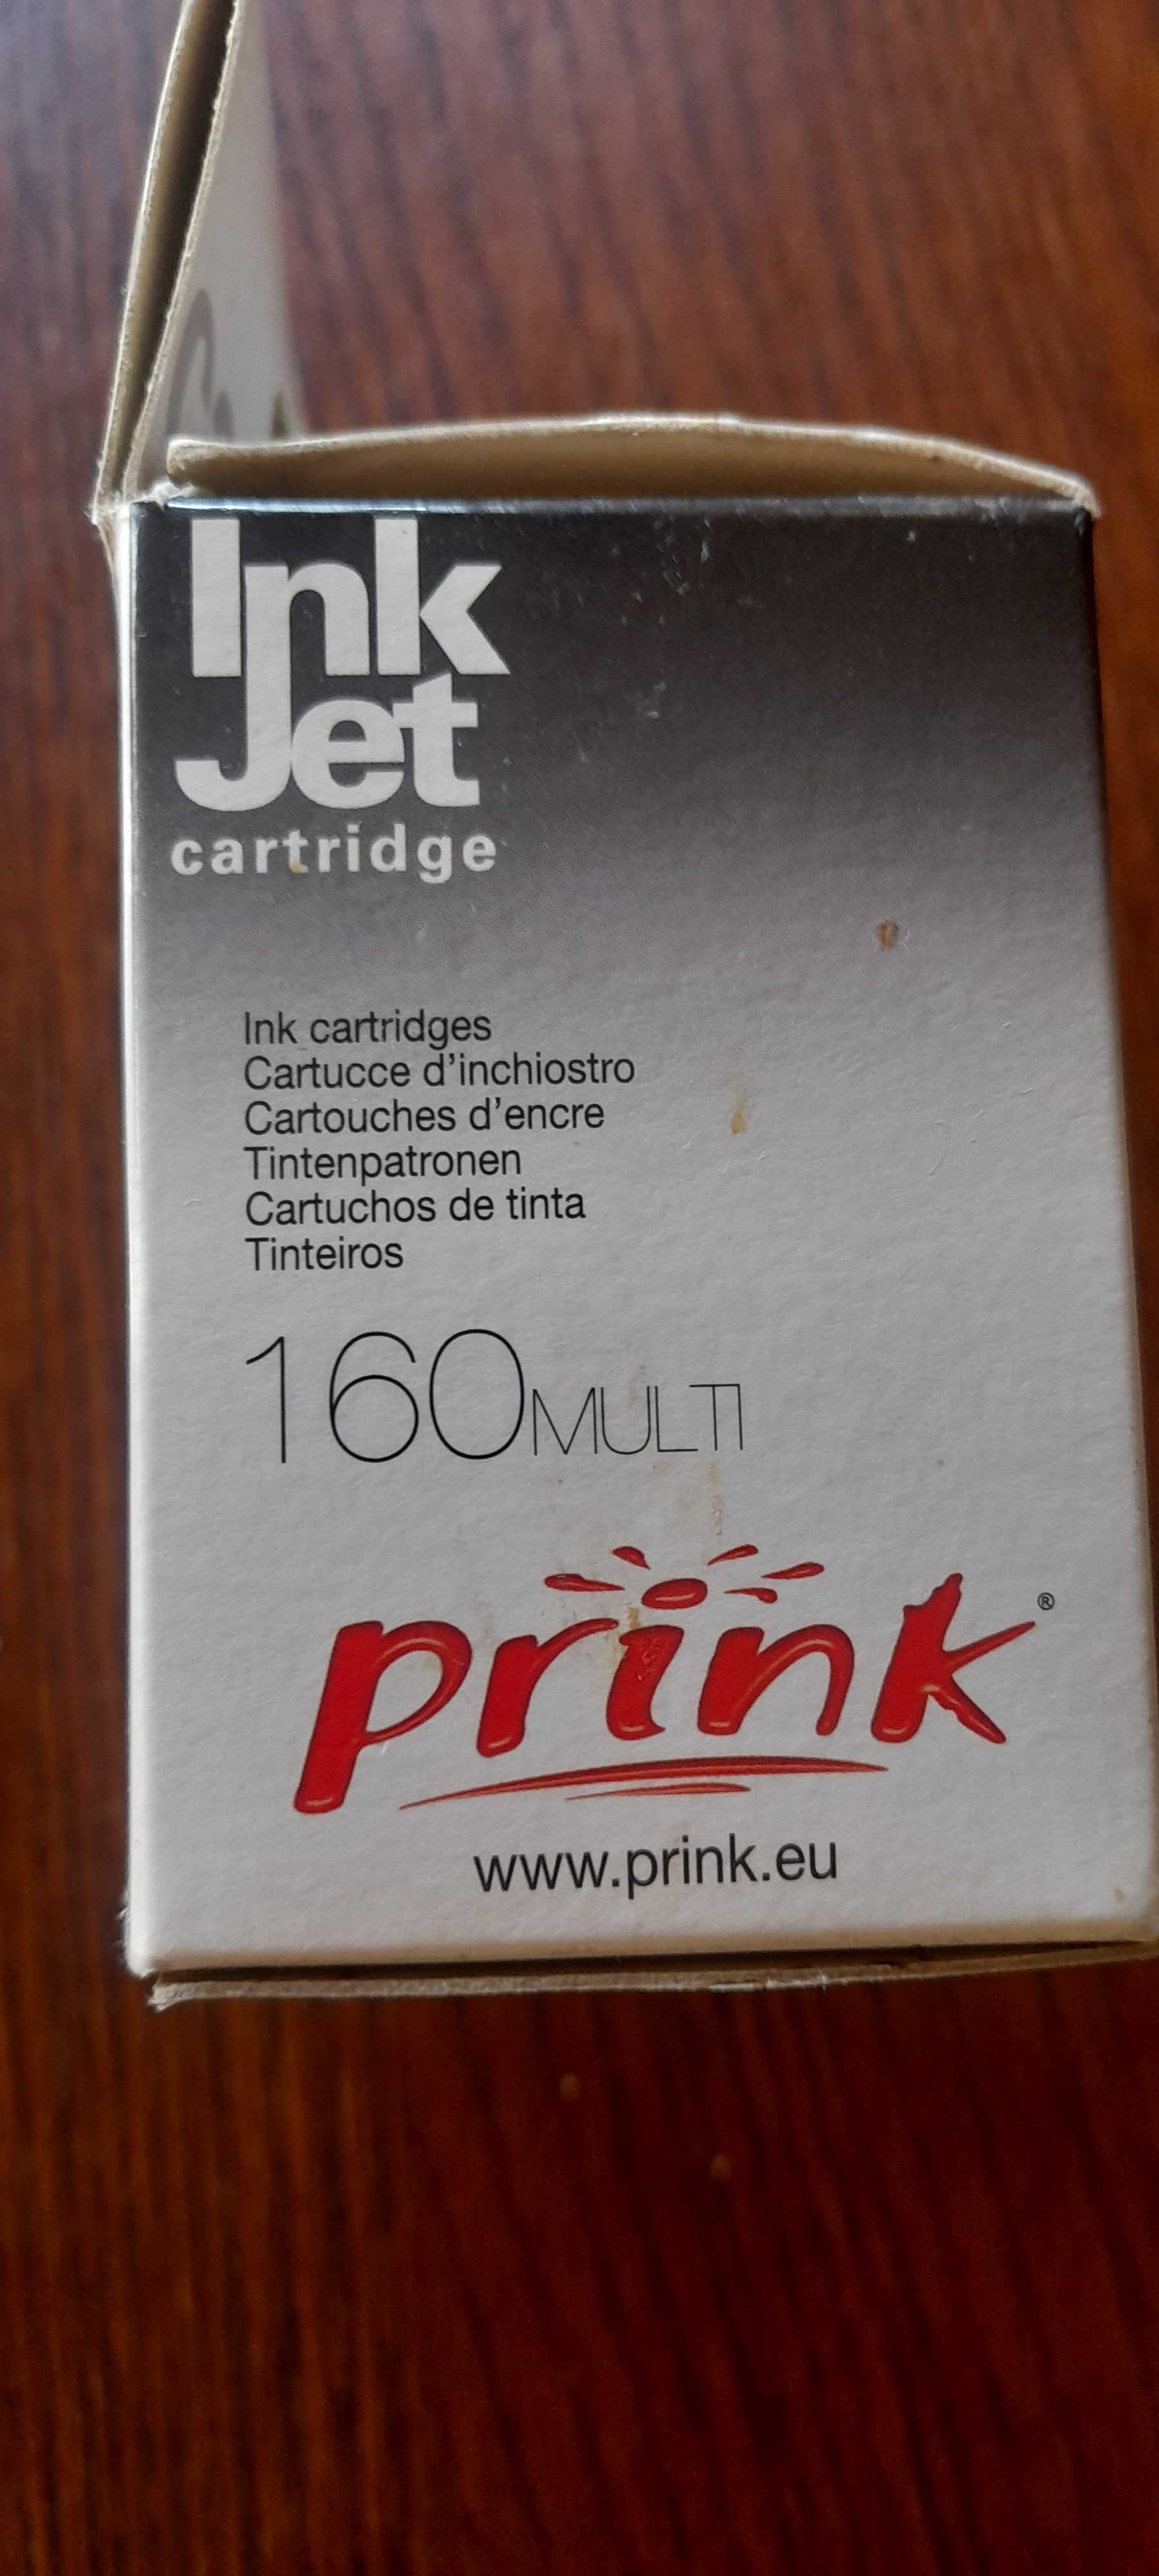 Ink
Jet
cartridge
Ink cartridges
Cartucce d'inchiostro
Cartouches d'encre
Tintenpatronen
Cartuchos de tinta
Tinteiros
160MULTI
prink®
www.prink.eu